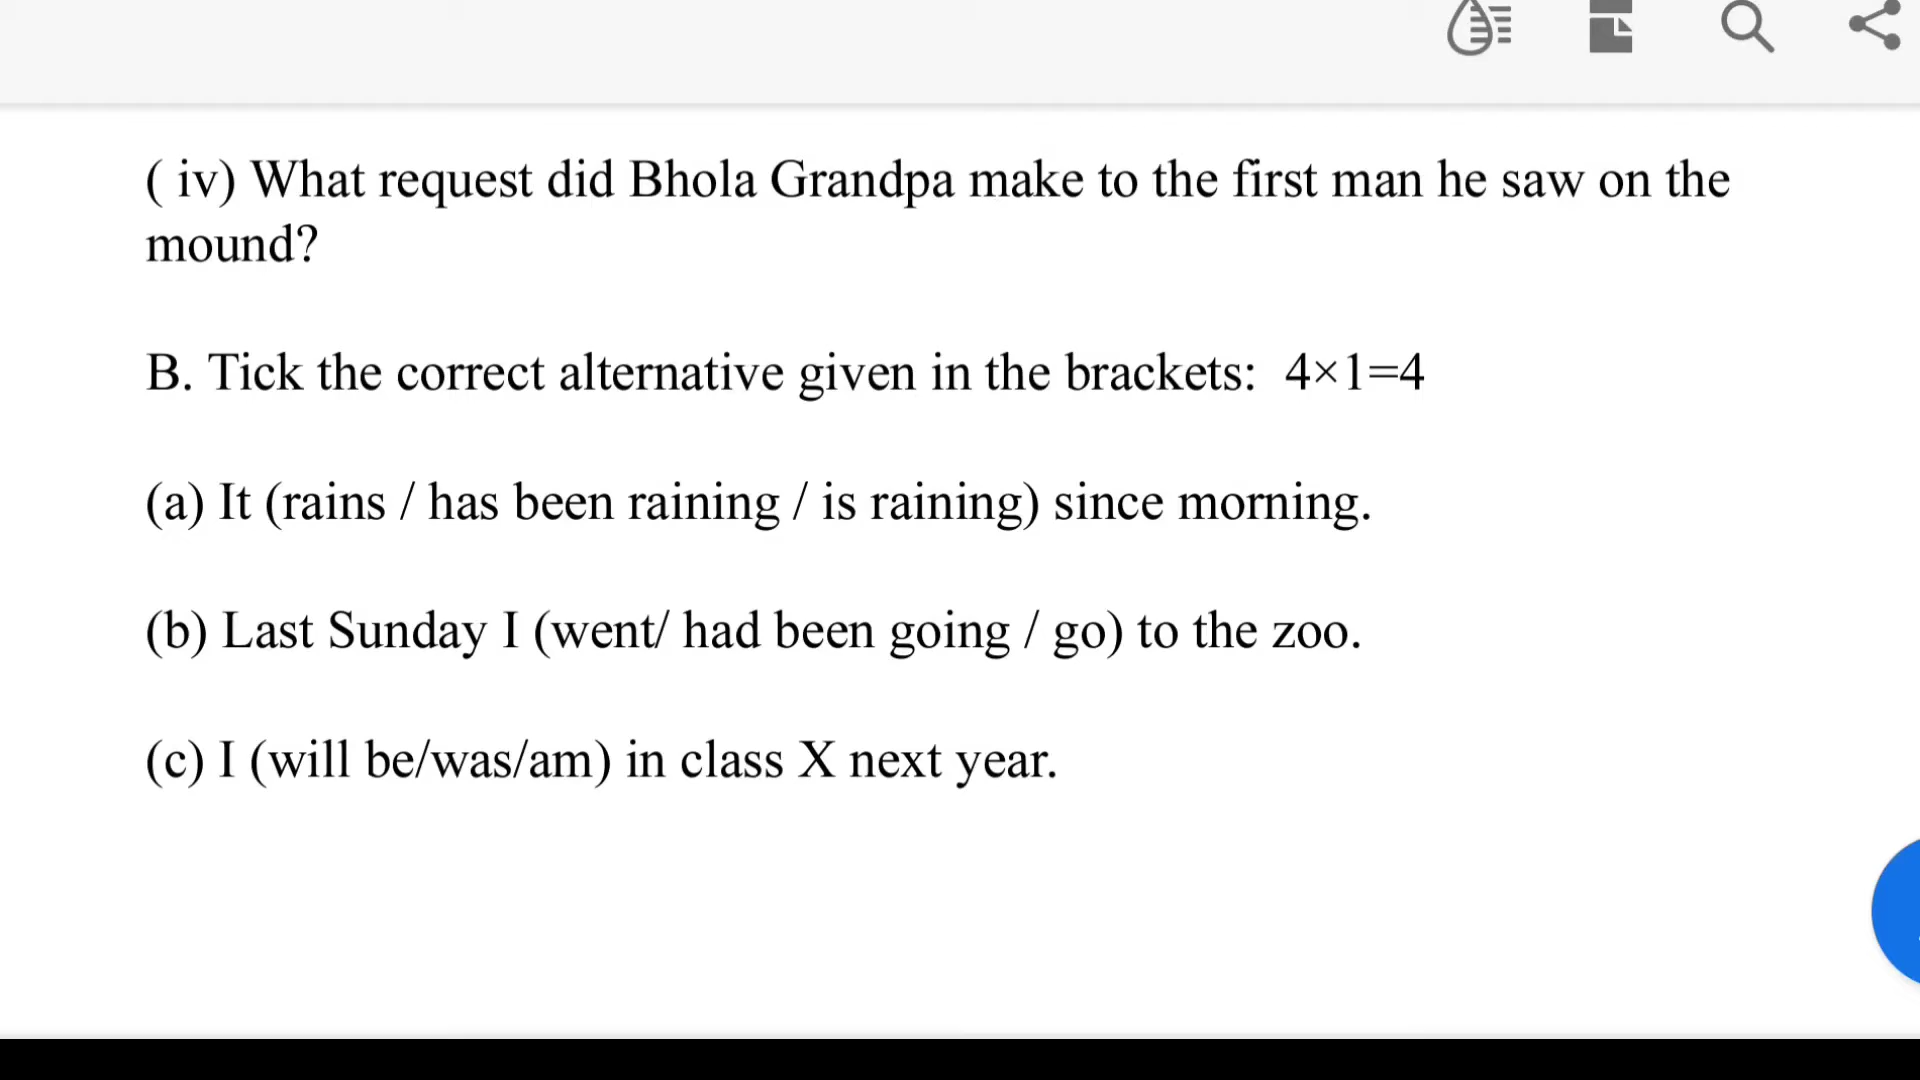 ( iv) What request did Bhola Grandpa make to the first man he saw on the
mound?
B. Tick the correct alternative given in the brackets:  4×1=4
(a) It (rains / has been raining / is raining) since morning.
(b) Last Sunday I (went/ had been going / go) to the zoo.
(c) I (will be/was/am) in class X next year.